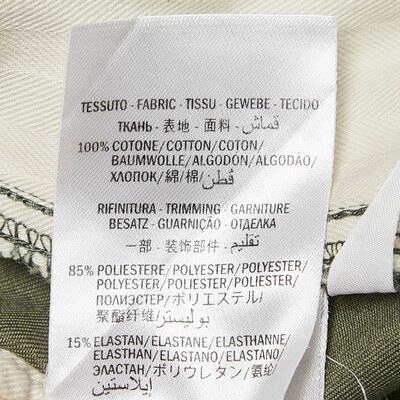 TESSUTO - FABRIC - TISSU - GEWEBE - TECIDO
ТКАНЬ - 表地 - 面料 - قماش
100% COTONE/COTTON/COTON/
BAUMWOLLE/ALGODÓN/ALGODÃO/
ХЛОПОК/綿/棉/قطن
RIFINITURA - TRIMMING - GARNITURE
BESATZ - GUARNIÇÃO - OTDELKA
一部 - 装饰部件 - تقليم
85% POLIESTERE/POLYESTER/POLYESTER/
POLYESTER/POLIESTER/POLIESTER/
ПОЛИЭСТЕР/ポリエステル/
聚酯纤维/بوليستر
15% ELASTAN/ELASTANE/ELASTHANNE/
ELASTHAN/ELASTANO/ELASTANO/
ЭЛАСТАН/ポリウレタン/氨纶/
إيلاستين